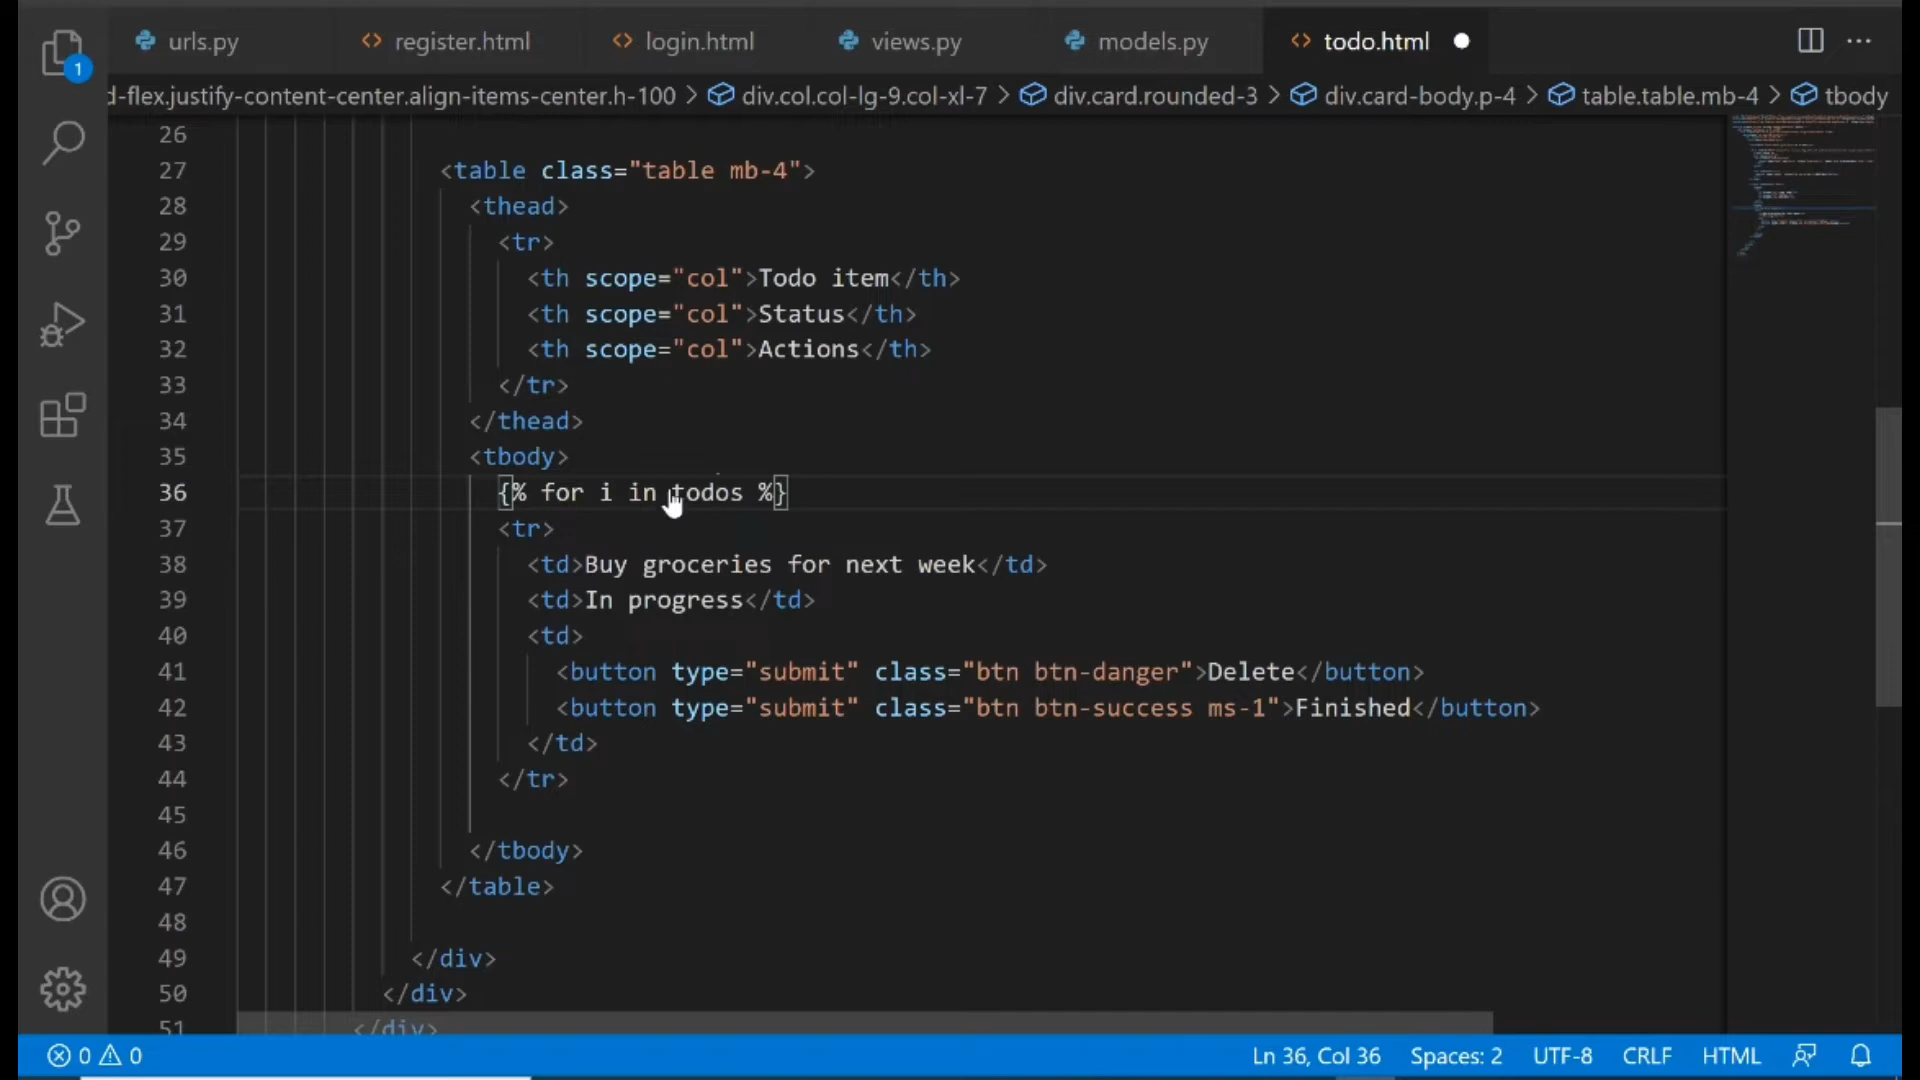 urls.py register.html login.html views.py models.py todo.html
1
d-flex.justify-content-center.align-items-center.h-100 > div.col.col-lg-9.col-xl-7 > div.card.rounded-3 > div.card-body.p-4 > table.table.mb-4 > tbody
26
27 <table class="table mb-4">
28 <thead>
29 <tr>
30 <th scope="col">Todo item</th>
31 <th scope="col">Status</th>
32 <th scope="col">Actions</th>
33 </tr>
34 </thead>
35 <tbody>
36 {% for i in todos %}
37 <tr>
38 <td>Buy groceries for next week</td>
39 <td>In progress</td>
40 <td>
41 <button type="submit" class="btn btn-danger">Delete</button>
42 <button type="submit" class="btn btn-success ms-1">Finished</button>
43 </td>
44 </tr>
45
46 </tbody>
47 </table>
48
49 </div>
50 </div>
51 </div>
0 0 Ln 36, Col 36 Spaces: 2 UTF-8 CRLF HTML